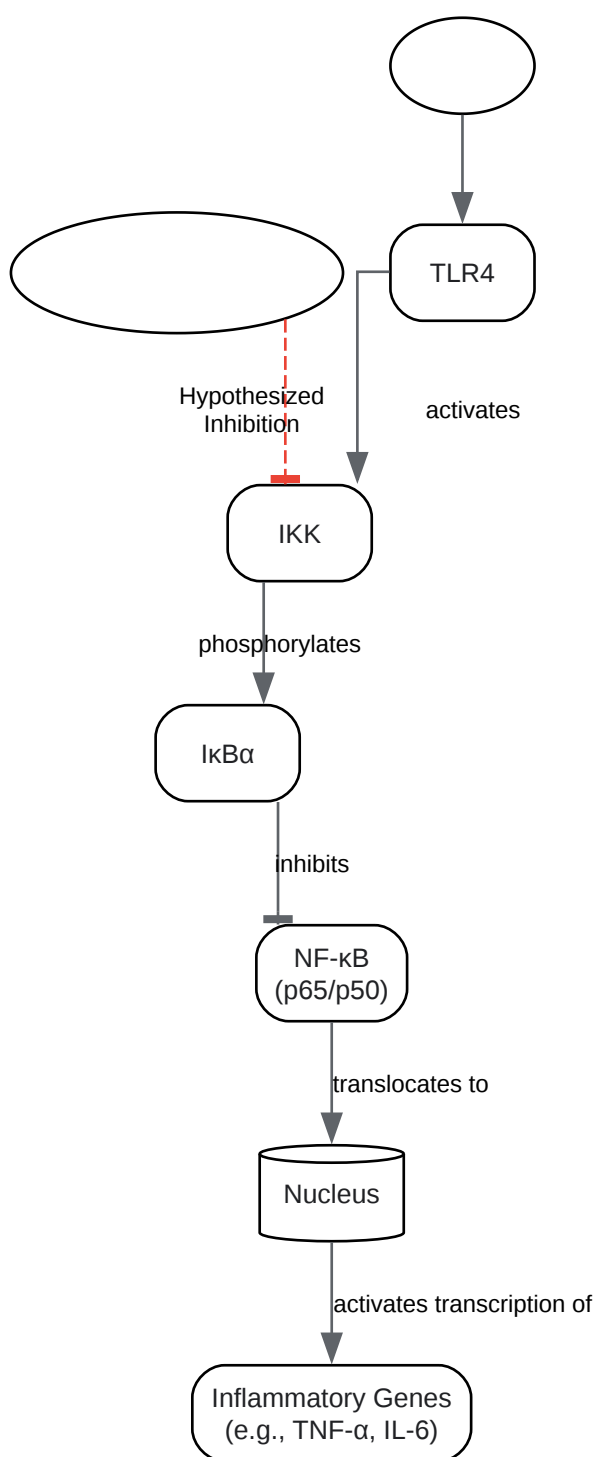 TLR4
Hypothesized
Inhibition
activates
IKK
phosphorylates
IκBα
inhibits
NF-κB
(p65/p50)
translocates to
Nucleus
activates transcription of
Inflammatory Genes
(e.g., TNF-α, IL-6)